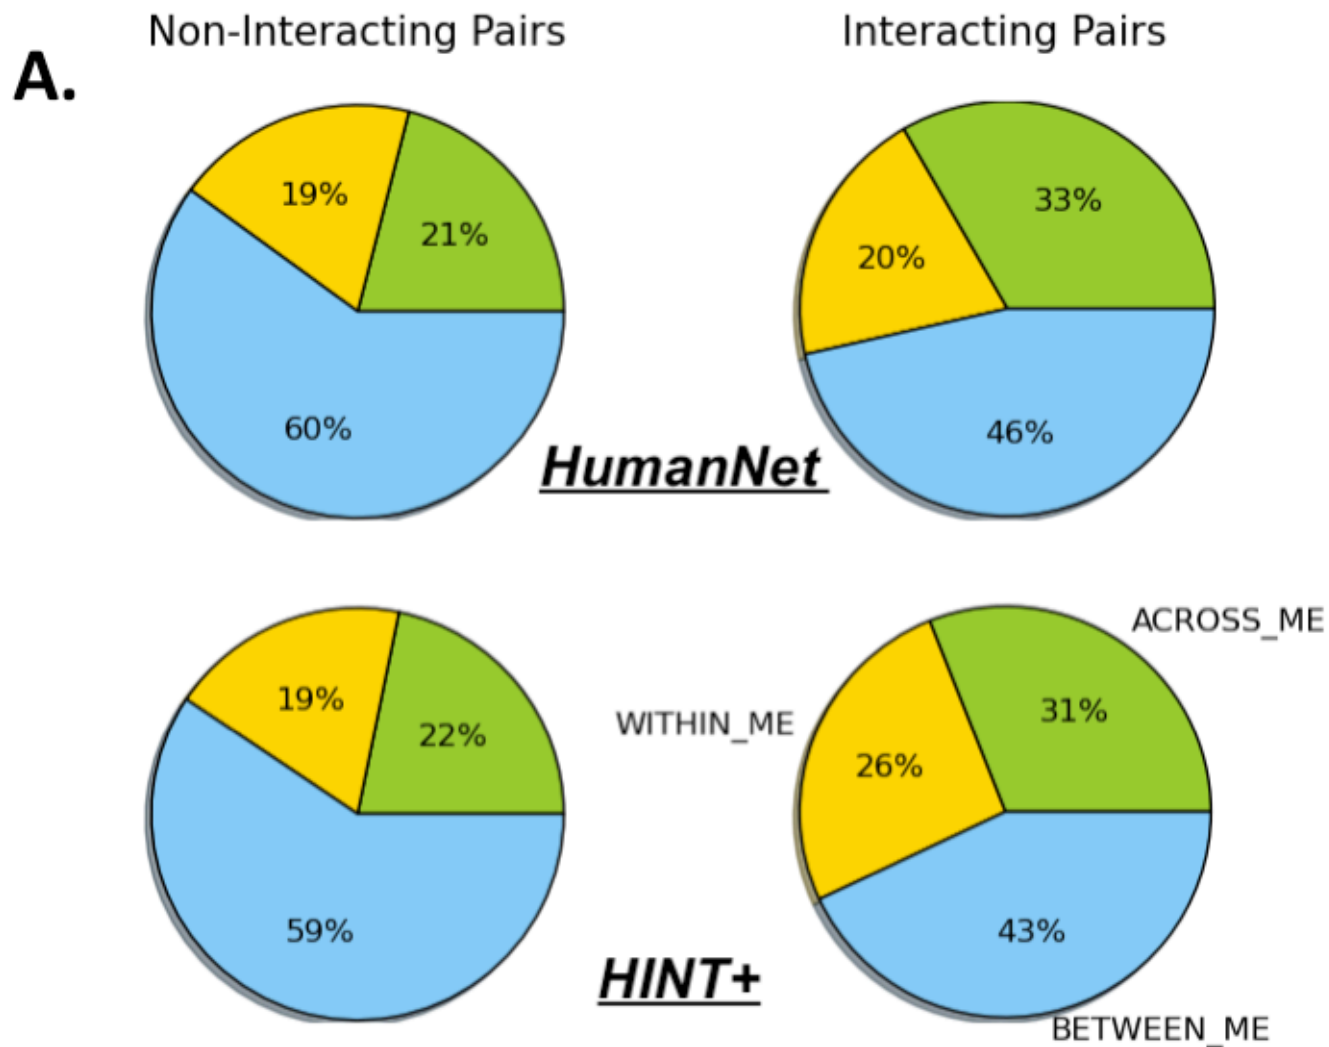 Non-Interacting Pairs
Interacting Pairs
A.
19%
21%
60%
33%
20%
46%
HumanNet
19%
22%
59%
ACROSS_ME
WITHIN_ME
31%
26%
43%
HINT+
BETWEEN_ME